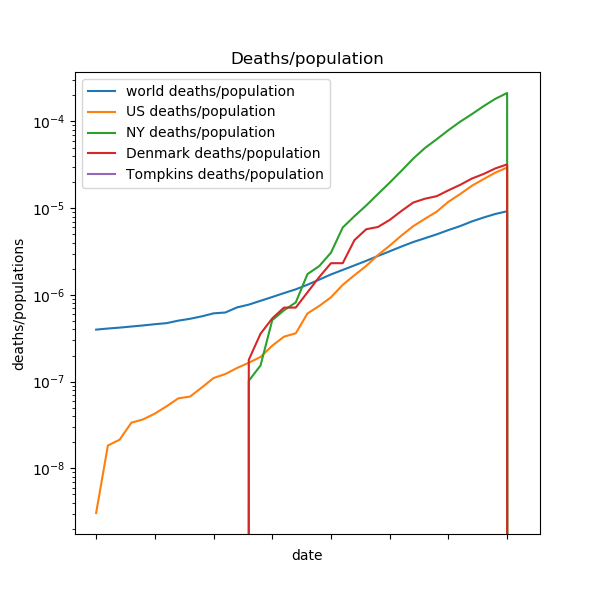 Deaths/population
world deaths/population
US deaths/population
NY deaths/population
Denmark deaths/population
Tompkins deaths/population
10⁻⁴
10⁻⁵
10⁻⁶
10⁻⁷
10⁻⁸
deaths/populations
date